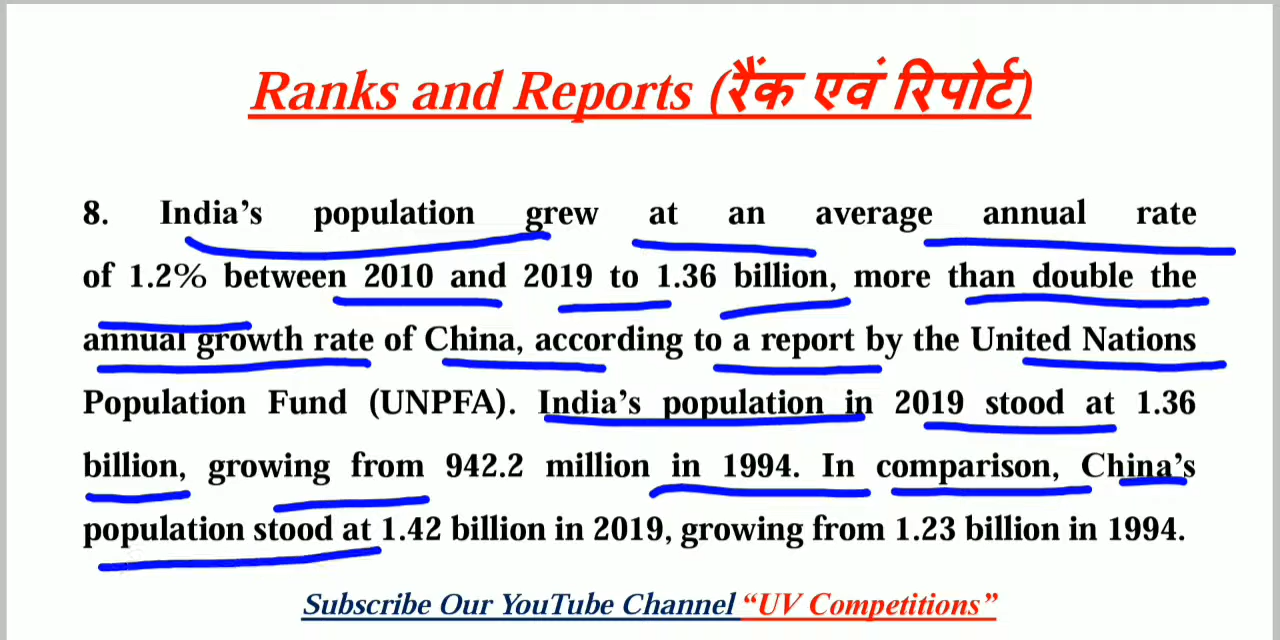 Ranks and Reports (रैंक एवं रिपोर्ट)
8. India’s population grew at an average annual rate
of 1.2% between 2010 and 2019 to 1.36 billion, more than double the
annual growth rate of China, according to a report by the United Nations
Population Fund (UNPFA). India’s population in 2019 stood at 1.36
billion, growing from 942.2 million in 1994. In comparison, China’s
population stood at 1.42 billion in 2019, growing from 1.23 billion in 1994.
Subscribe Our YouTube Channel “UV Competitions”